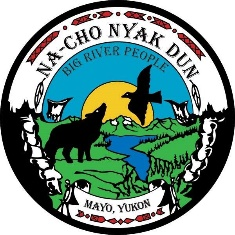 NA-CHO NYAK DUN
BIG RIVER PEOPLE
MAYO, YUKON